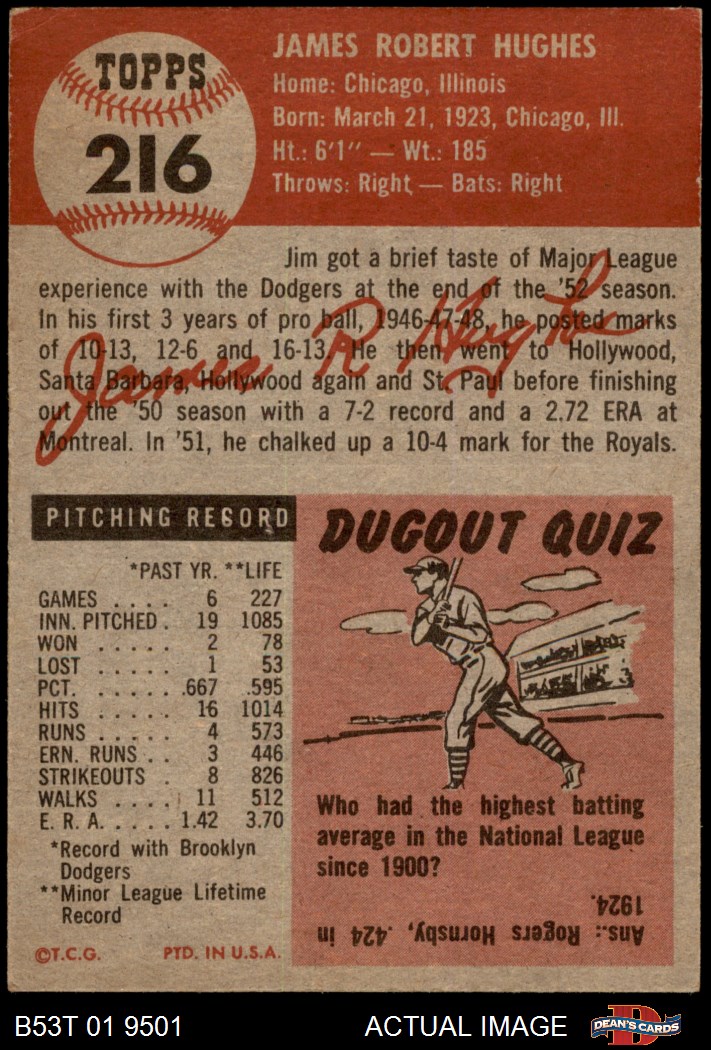 TOPPS
216
JAMES ROBERT HUGHES
Home: Chicago, Illinois
Born: March 21, 1923, Chicago, Ill.
Ht.: 6'1" — Wt.: 185
Throws: Right — Bats: Right
Jim got a brief taste of Major League
experience with the Dodgers at the end of the '52 season.
In his first 3 years of pro ball, 1946-47-48, he posted marks
of 10-13, 12-6 and 16-13. He then went to Hollywood,
Santa Barbara, Hollywood again and St. Paul before finishing
out the '50 season with a 7-2 record and a 2.72 ERA at
Montreal. In '51, he chalked up a 10-4 mark for the Royals.
James R Hughes
PITCHING RECORD
*PAST YR. **LIFE
GAMES . . . . 6 227
INN. PITCHED . 19 1085
WON . . . . . 2 78
LOST . . . . . 1 53
PCT. . . . . . .667 .595
HITS . . . . . 16 1014
RUNS . . . . . 4 573
ERN. RUNS . . 3 446
STRIKEOUTS . 8 826
WALKS . . . . 11 512
E. R. A. . . . . . 1.42 3.70
*Record with Brooklyn
Dodgers
**Minor League Lifetime
Record
©T.C.G. PTD. IN U.S.A.
DUGOUT QUIZ
Who had the highest batting
average in the National League
since 1900?
Ans.: Rogers Hornsby, .424 in
1924.
B53T 01 9501
ACTUAL IMAGE
D
DEAN'S CARDS